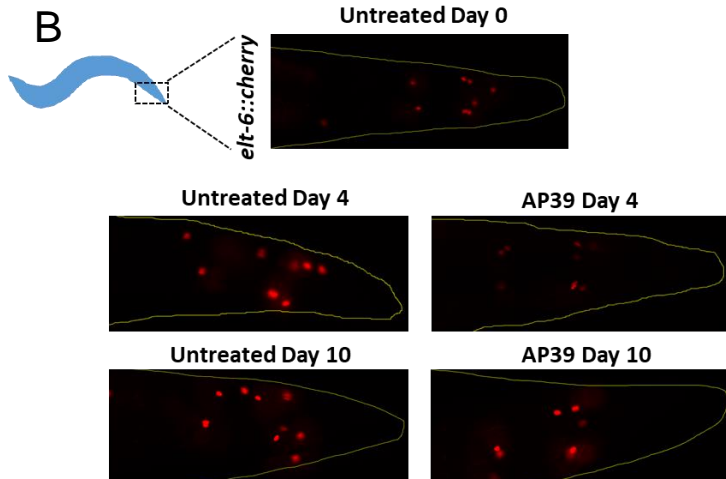 B
Untreated Day 0
elt-6::cherry
Untreated Day 4
AP39 Day 4
Untreated Day 10
AP39 Day 10